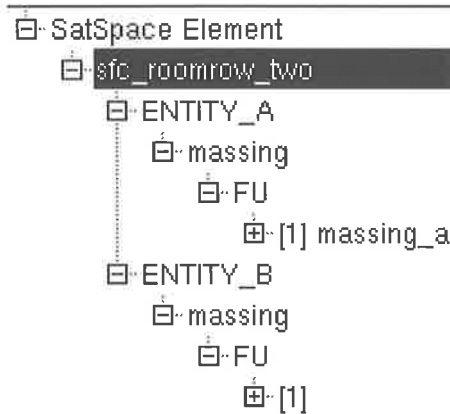 SatSpace Element
sfc_roomrow_two
ENTITY_A
massing
FU
[1] massing_a
ENTITY_B
massing
FU
[1]